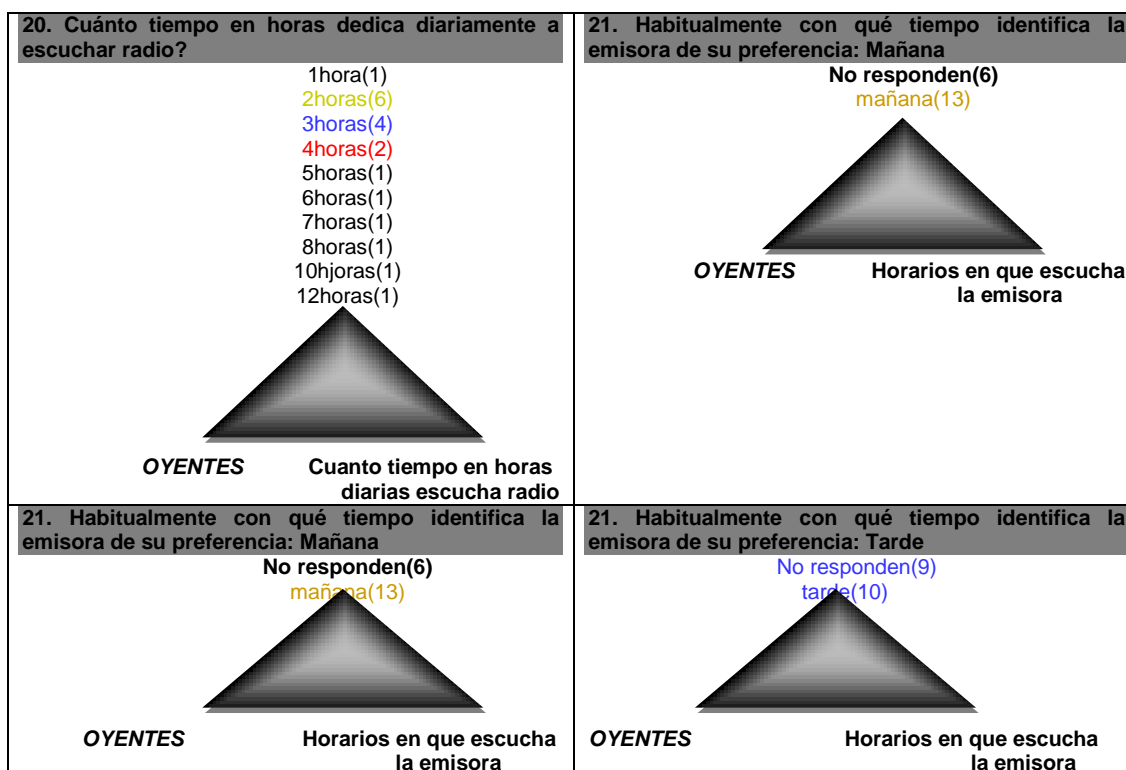 20. Cuánto tiempo en horas dedica diariamente a
escuchar radio?
1hora(1)
2horas(6)
3horas(4)
4horas(2)
5horas(1)
6horas(1)
7horas(1)
8horas(1)
10hjoras(1)
12horas(1)
OYENTES Cuanto tiempo en horas
diarias escucha radio
21. Habitualmente con qué tiempo identifica la
emisora de su preferencia: Mañana
No responden(6)
mañana(13)
OYENTES Horarios en que escucha
la emisora
21. Habitualmente con qué tiempo identifica la
emisora de su preferencia: Mañana
No responden(6)
mañana(13)
OYENTES Horarios en que escucha
la emisora
21. Habitualmente con qué tiempo identifica la
emisora de su preferencia: Tarde
No responden(9)
tarde(10)
OYENTES Horarios en que escucha
la emisora